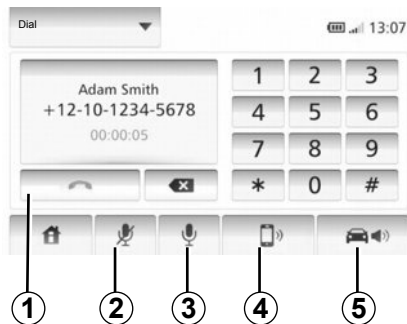 Dial 13:07
Adam Smith
+12-10-1234-5678
00:00:05
1 2 3
4 5 6
7 8 9
* 0 #
1 2 3 4 5